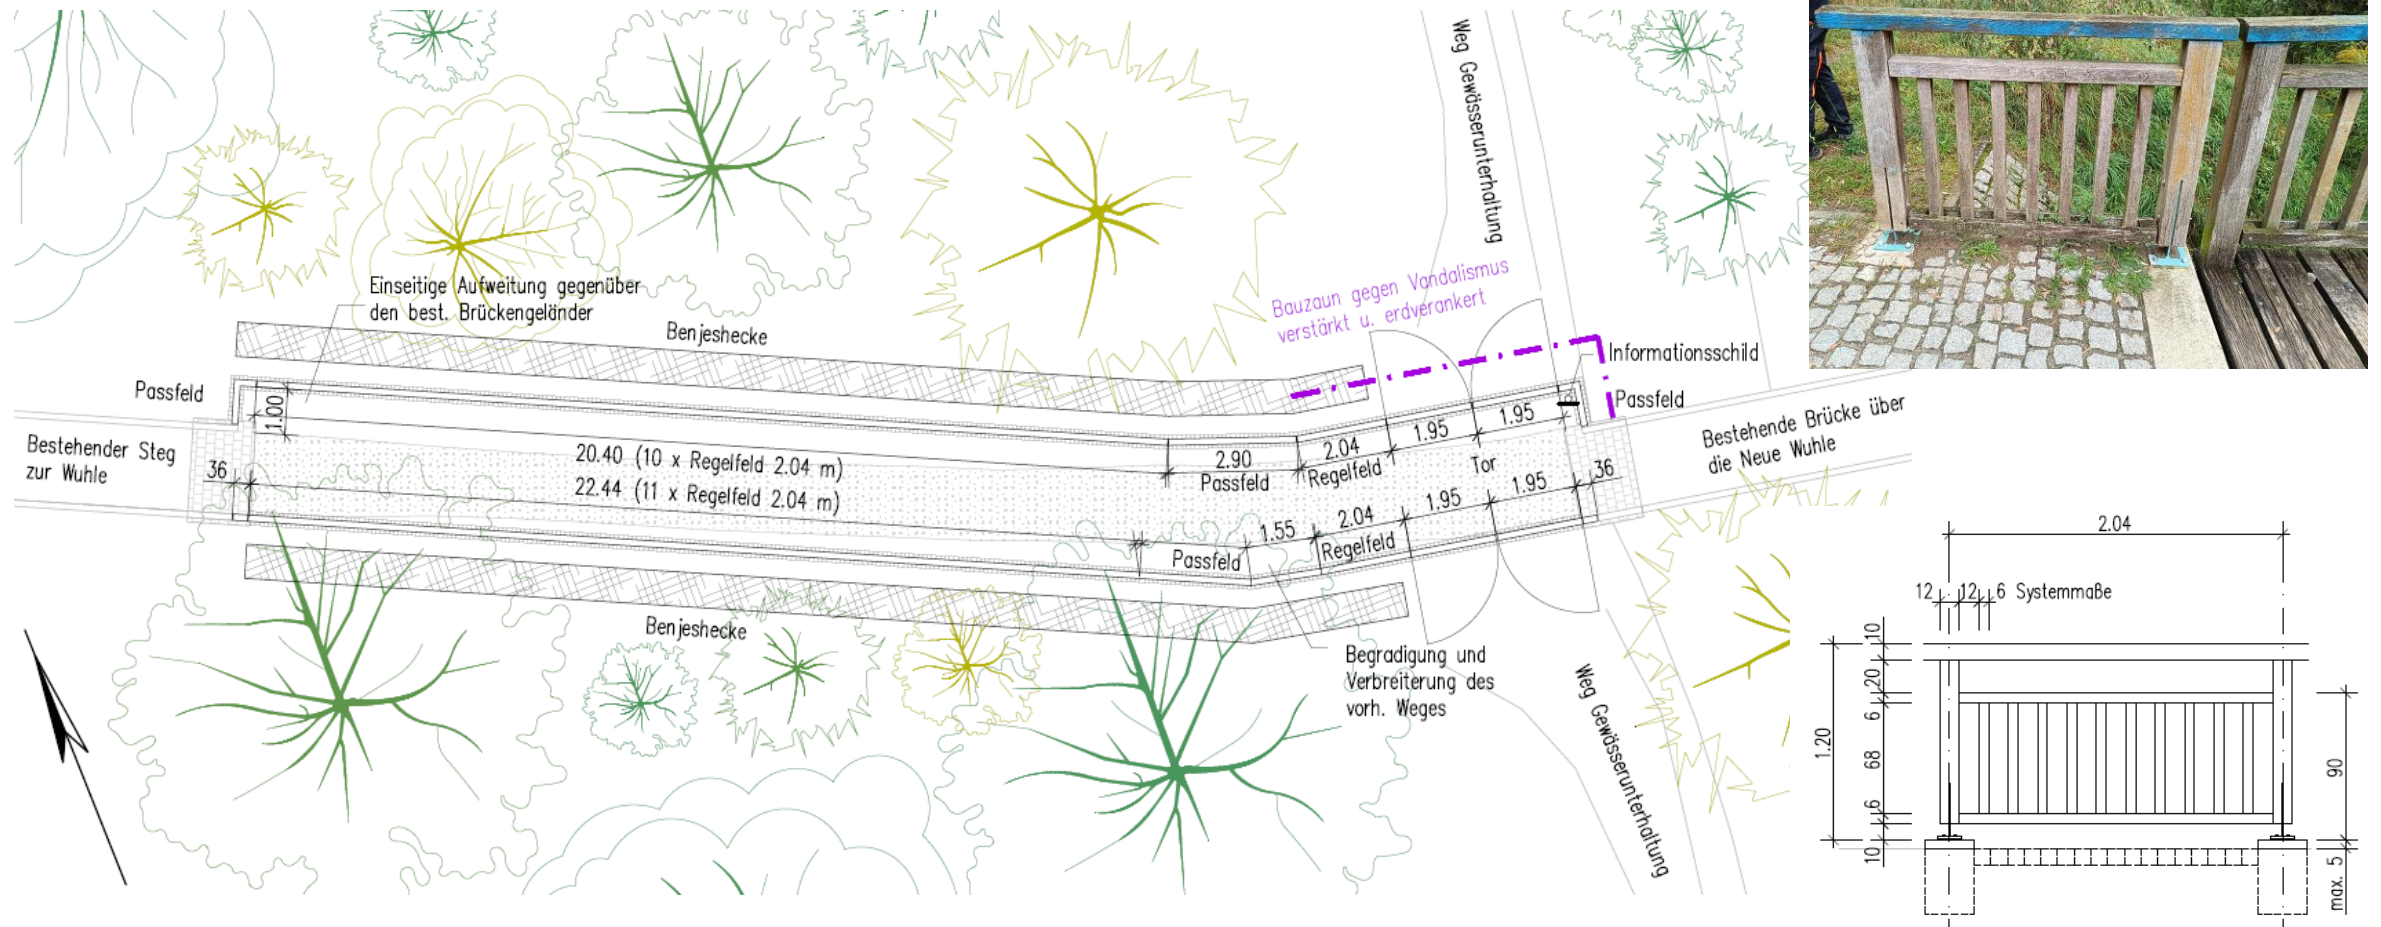 Weg Gewässerunterhaltung
Einseitige Aufweitung gegenüber
den best. Brückengeländer
Benjeshecke
Bauzaun gegen Vandalismus
verstärkt u. erdverankert
Informationsschild
Passfeld
Passfeld
1.00
Bestehender Steg
zur Wuhle
36
20.40 (10 x Regelfeld 2.04 m)
22.44 (11 x Regelfeld 2.04 m)
2.90
Passfeld
2.04
Regelfeld
1.95
1.95
Tor
36
Bestehende Brücke über
die Neue Wuhle
Passfeld
1.55
2.04
Regelfeld
1.95
1.95
Benjeshecke
Begradigung und
Verbreiterung des
vorh. Weges
Weg Gewässerunterhaltung
2.04
12 12 6 Systemmaße
10
20
6
68
6
10
1.20
90
max. 5